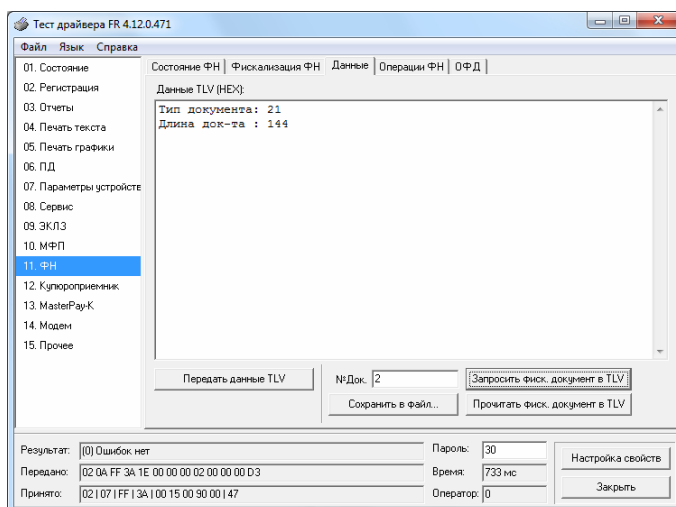 Тест драйвера FR 4.12.0.471
Файл Язык Справка
01. Состояние
02. Регистрация
03. Отчеты
04. Печать текста
05. Печать графики
06. ПД
07. Параметры устройств
08. Сервис
09. ЭКЛЗ
10. МФП
11. ФН
12. Купюроприемник
13. MasterPay-K
14. Модем
15. Прочее
Состояние ФН Фискализация ФН Данные Операции ФН ОФД
Данные TLV (HEX):
Тип документа: 21
Длина док-та : 144
Передать данные TLV
№Док. 2
Запросить фиск. документ в TLV
Сохранить в файл...
Прочитать фиск. документ в TLV
Результат: (0) Ошибок нет
Пароль: 30
Настройка свойств
Передано: 02 0A FF 3A 1E 00 00 00 02 00 00 00 D3
Время: 733 мс
Принято: 02 | 07 | FF | 3A | 00 15 00 90 00 | 47
Оператор: 0
Закрыть